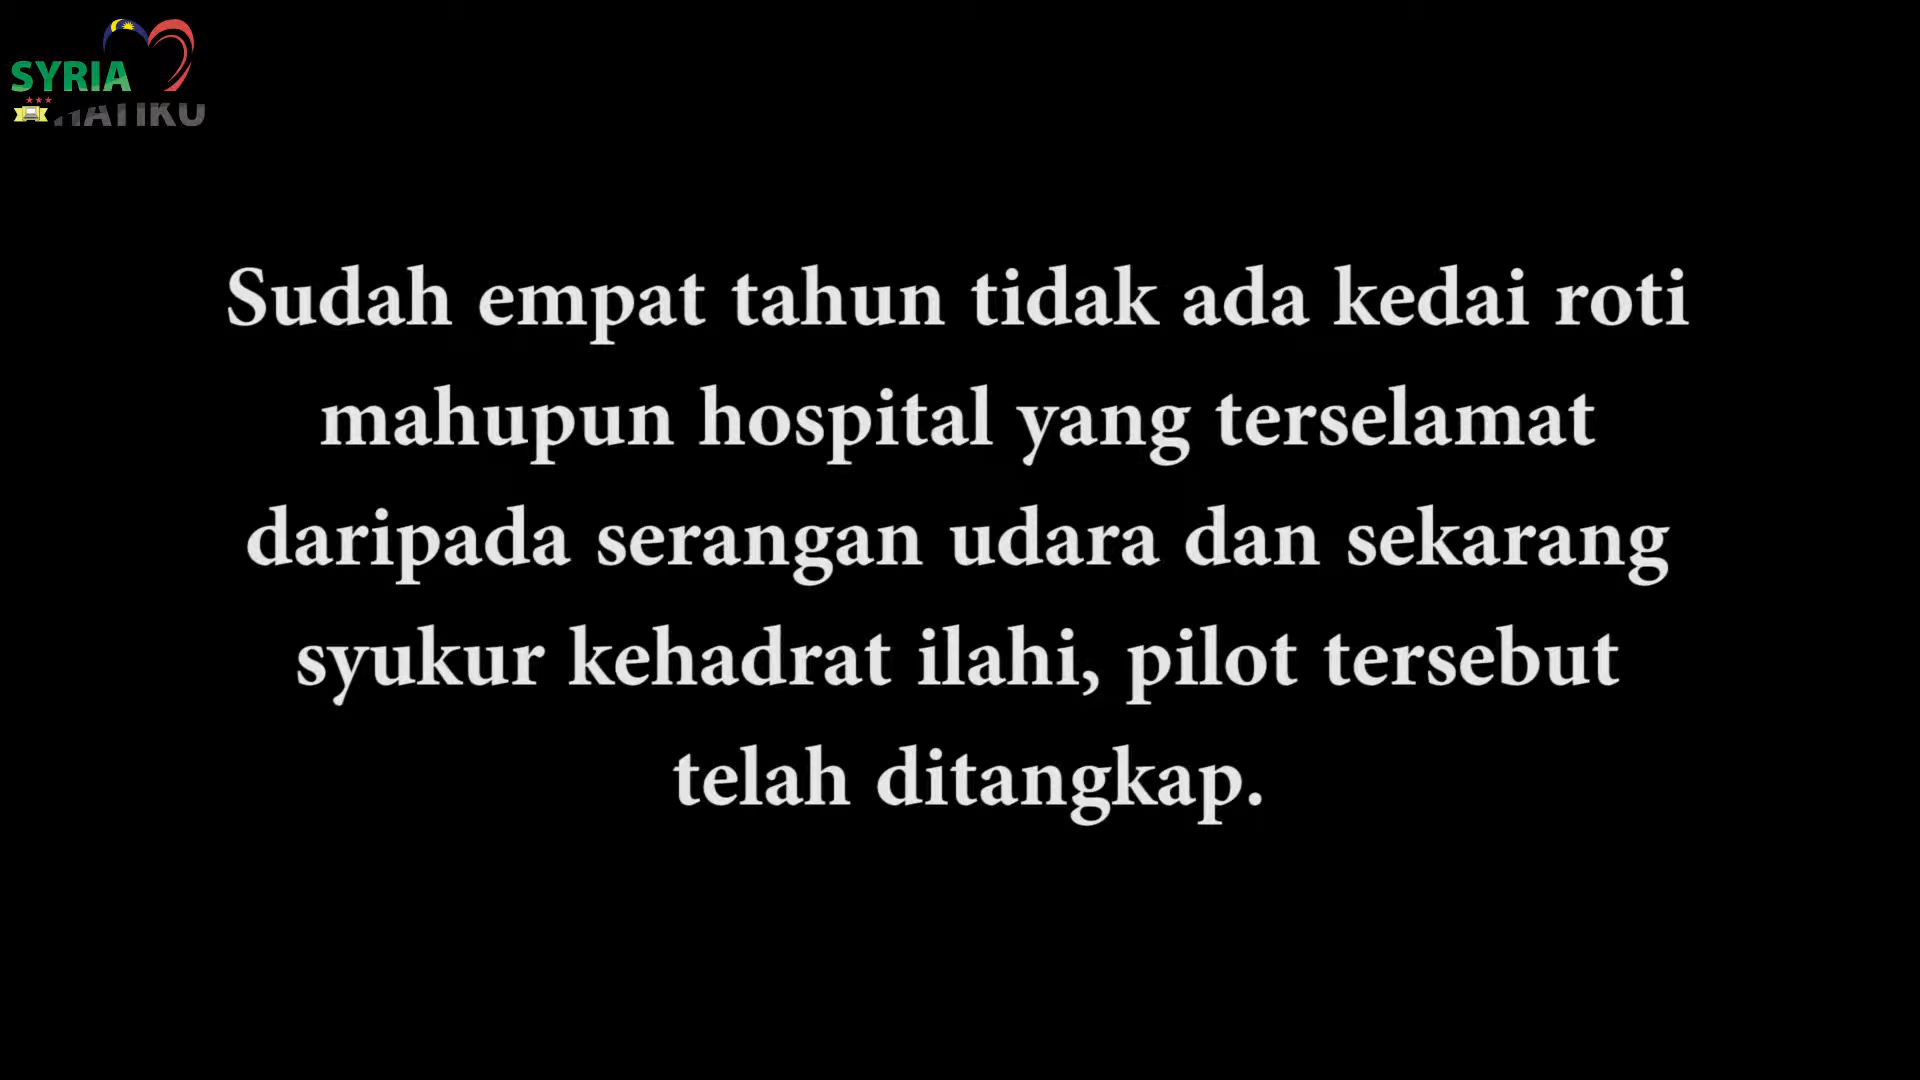 SYRIA
HATIKU
Sudah empat tahun tidak ada kedai roti
mahupun hospital yang terselamat
daripada serangan udara dan sekarang
syukur kehadrat ilahi, pilot tersebut
telah ditangkap.